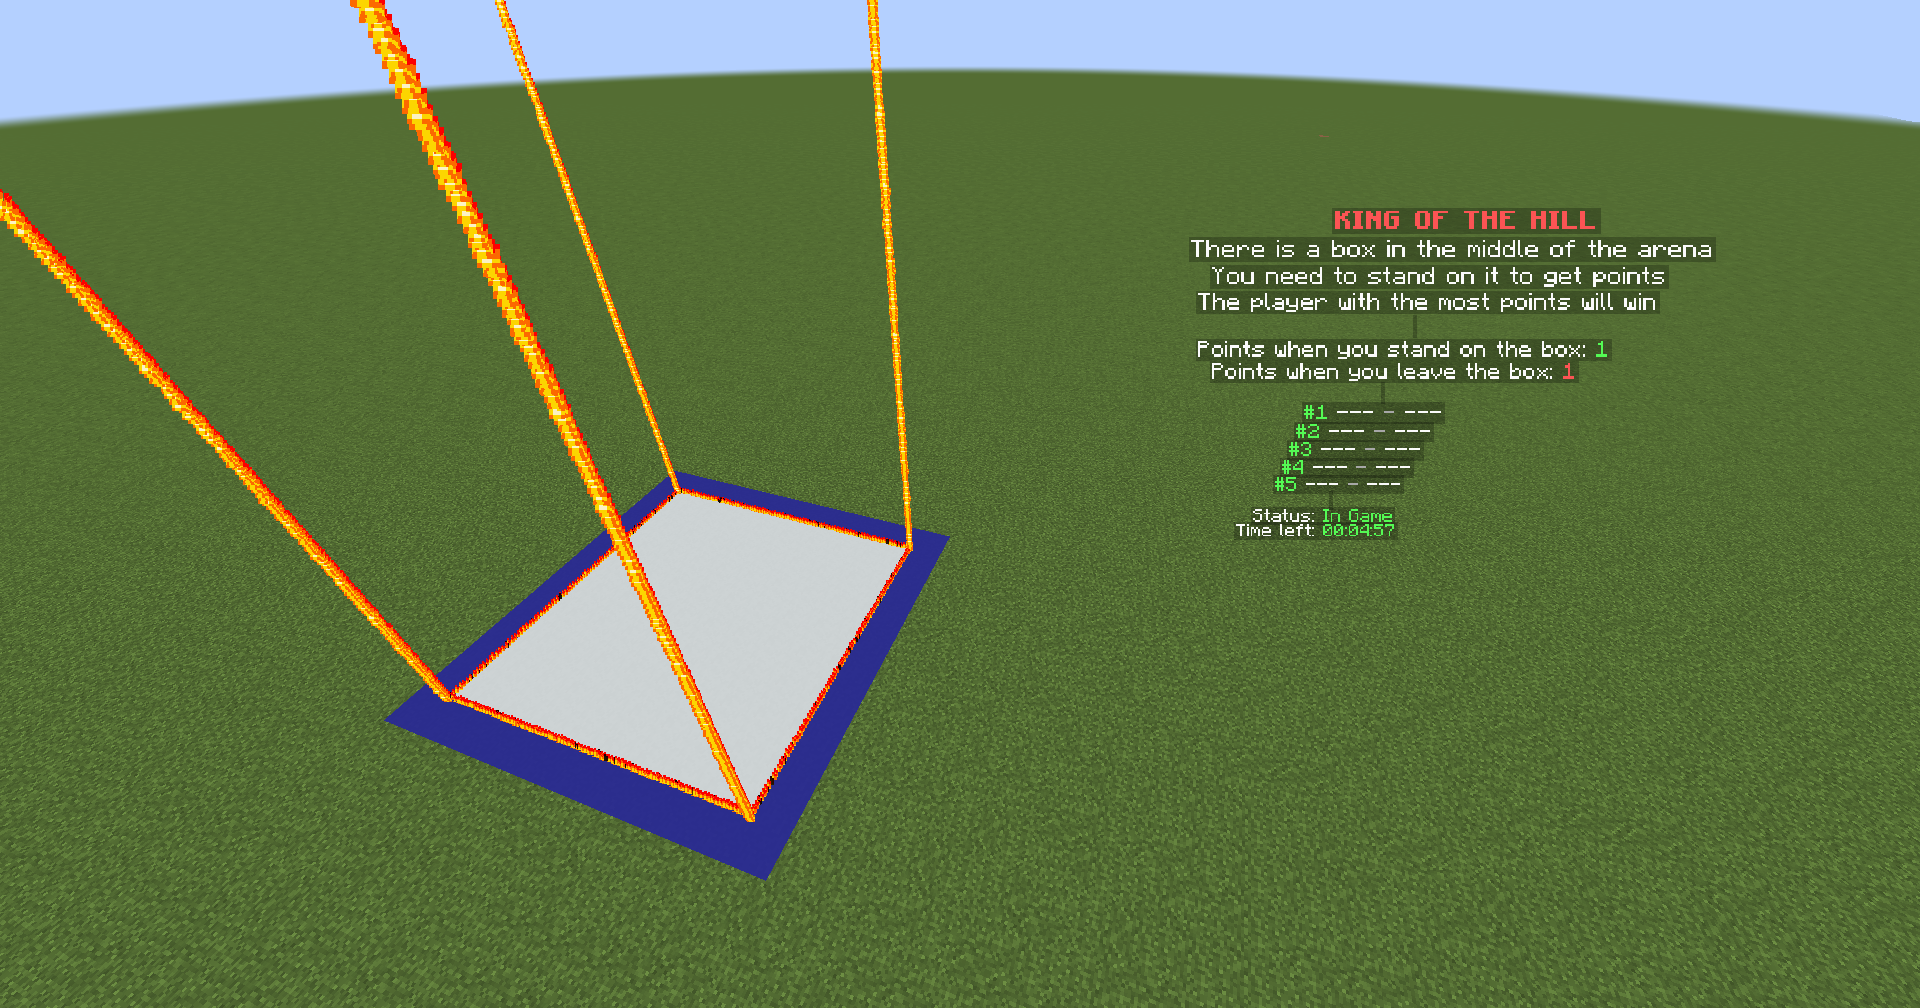 KING OF THE HILL
There is a box in the middle of the arena
You need to stand on it to get points
The player with the most points will win
Points when you stand on the box: 1
Points when you leave the box: 1
#1 --- - ---
#2 --- - ---
#3 --- - ---
#4 --- - ---
#5 --- - ---
Status: In Game
Time left: 00:04:57